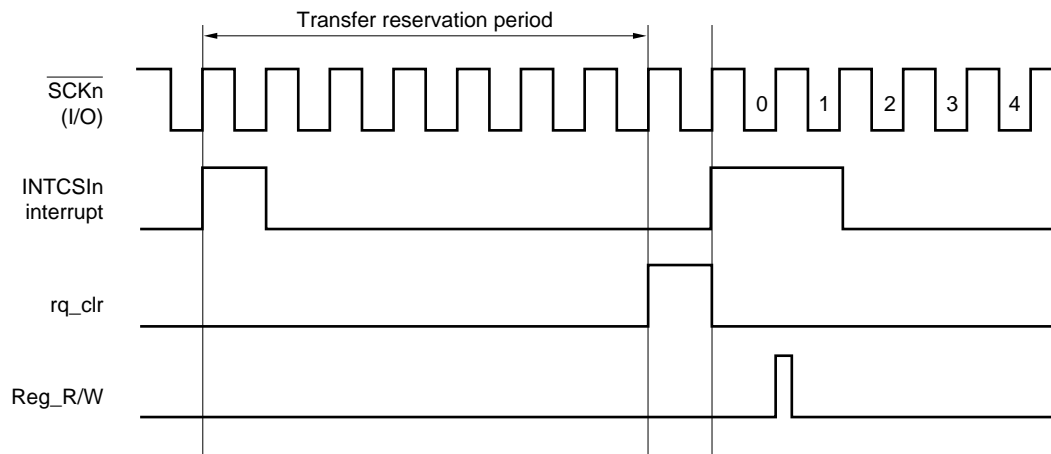 Transfer reservation period
SCKn
(I/O)
0 1 2 3 4
INTCSIn
interrupt
rq_clr
Reg_R/W